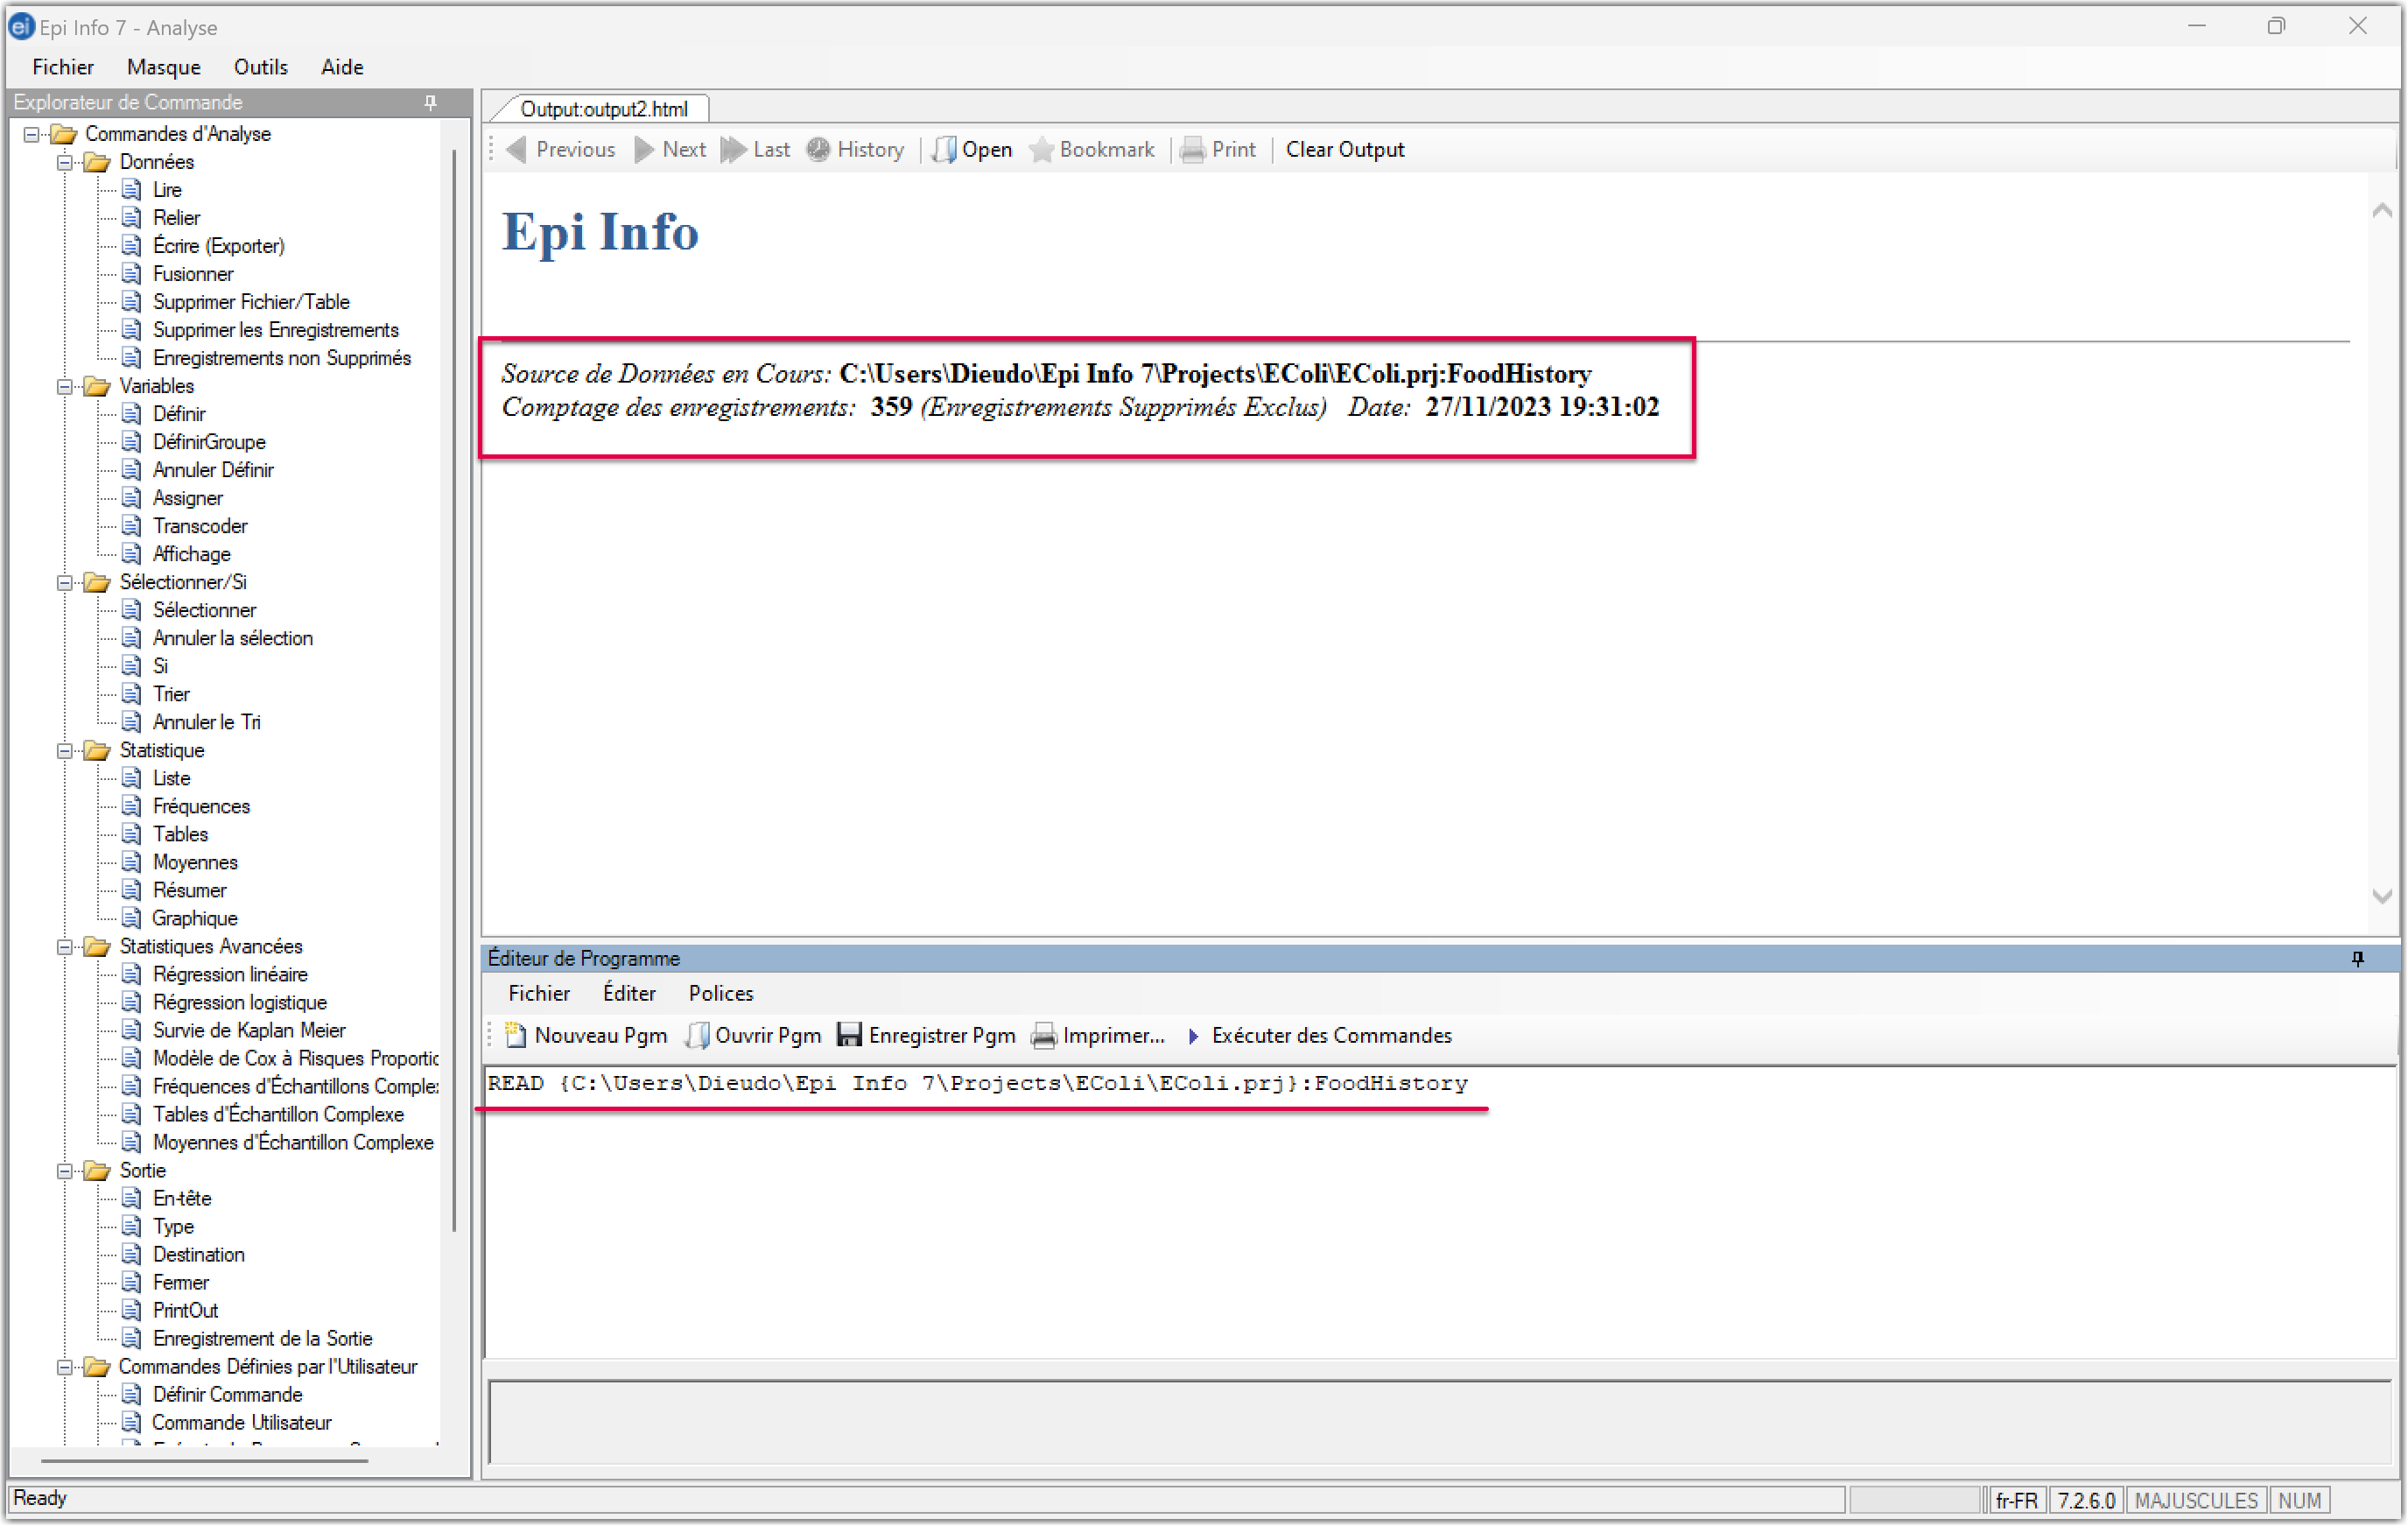 Epi Info 7 - Analyse
Fichier Masque Outils Aide
Explorateur de Commande
Commandes d'Analyse
Données
Lire
Relier
Écrire (Exporter)
Fusionner
Supprimer Fichier/Table
Supprimer les Enregistrements
Enregistrements non Supprimés
Variables
Définir
DéfinirGroupe
Annuler Définir
Assigner
Transcoder
Affichage
Sélectionner/Si
Sélectionner
Annuler la sélection
Si
Trier
Annuler le Tri
Statistique
Liste
Fréquences
Tables
Moyennes
Résumer
Graphique
Statistiques Avancées
Régression linéaire
Régression logistique
Survie de Kaplan Meier
Modèle de Cox à Risques Proportic
Fréquences d'Échantillons Comple
Tables d'Échantillon Complexe
Moyennes d'Échantillon Complexe
Sortie
En-tête
Type
Destination
Fermer
PrintOut
Enregistrement de la Sortie
Commandes Définies par l'Utilisateur
Définir Commande
Commande Utilisateur
Output:output2.html
Previous Next Last History Open Bookmark Print Clear Output
Epi Info
Source de Données en Cours: C:\Users\Dieudo\Epi Info 7\Projects\EColi\EColi.prj:FoodHistory
Comptage des enregistrements: 359 (Enregistrements Supprimés Exclus) Date: 27/11/2023 19:31:02
Éditeur de Programme
Fichier Éditer Polices
Nouveau Pgm Ouvrir Pgm Enregistrer Pgm Imprimer... Exécuter des Commandes
READ {C:\Users\Dieudo\Epi Info 7\Projects\EColi\EColi.prj}:FoodHistory
Ready fr-FR 7.2.6.0 MAJUSCULES NUM